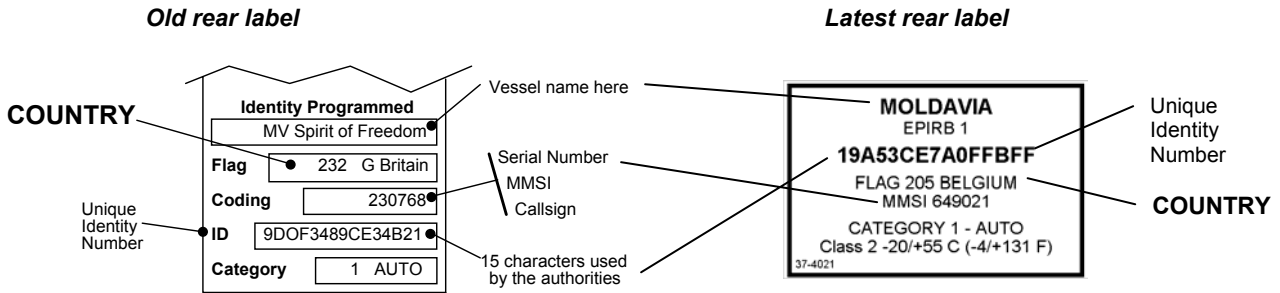 Old rear label
Latest rear label
COUNTRY
Identity Programmed
MV Spirit of Freedom
Flag 232 G Britain
Coding 230768
ID 9DOF3489CE34B21
Category 1 AUTO
Unique
Identity
Number
Vessel name here
Serial Number
MMSI
Callsign
15 characters used
by the authorities
MOLDAVIA
EPIRB 1
19A53CE7A0FFBFF
FLAG 205 BELGIUM
MMSI 649021
CATEGORY 1 - AUTO
Class 2 -20/+55 C (-4/+131 F)
37-4021
Unique
Identity
Number
COUNTRY